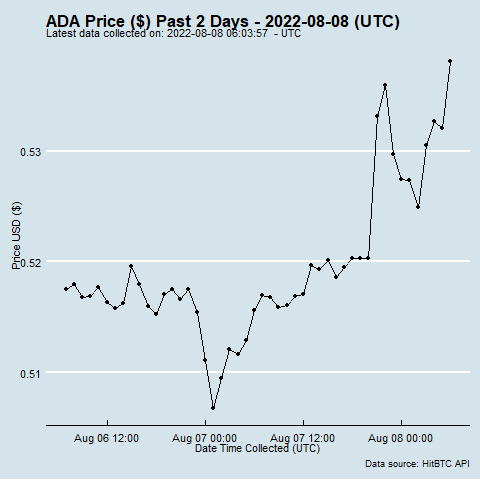 ADA Price ($) Past 2 Days - 2022-08-08 (UTC)
Latest data collected on: 2022-08-08 06:03:57  - UTC
0.53
0.52
0.51
Price USD ($)
Aug 06 12:00
Aug 07 00:00
Aug 07 12:00
Aug 08 00:00
Date Time Collected (UTC)
Data source: HitBTC API